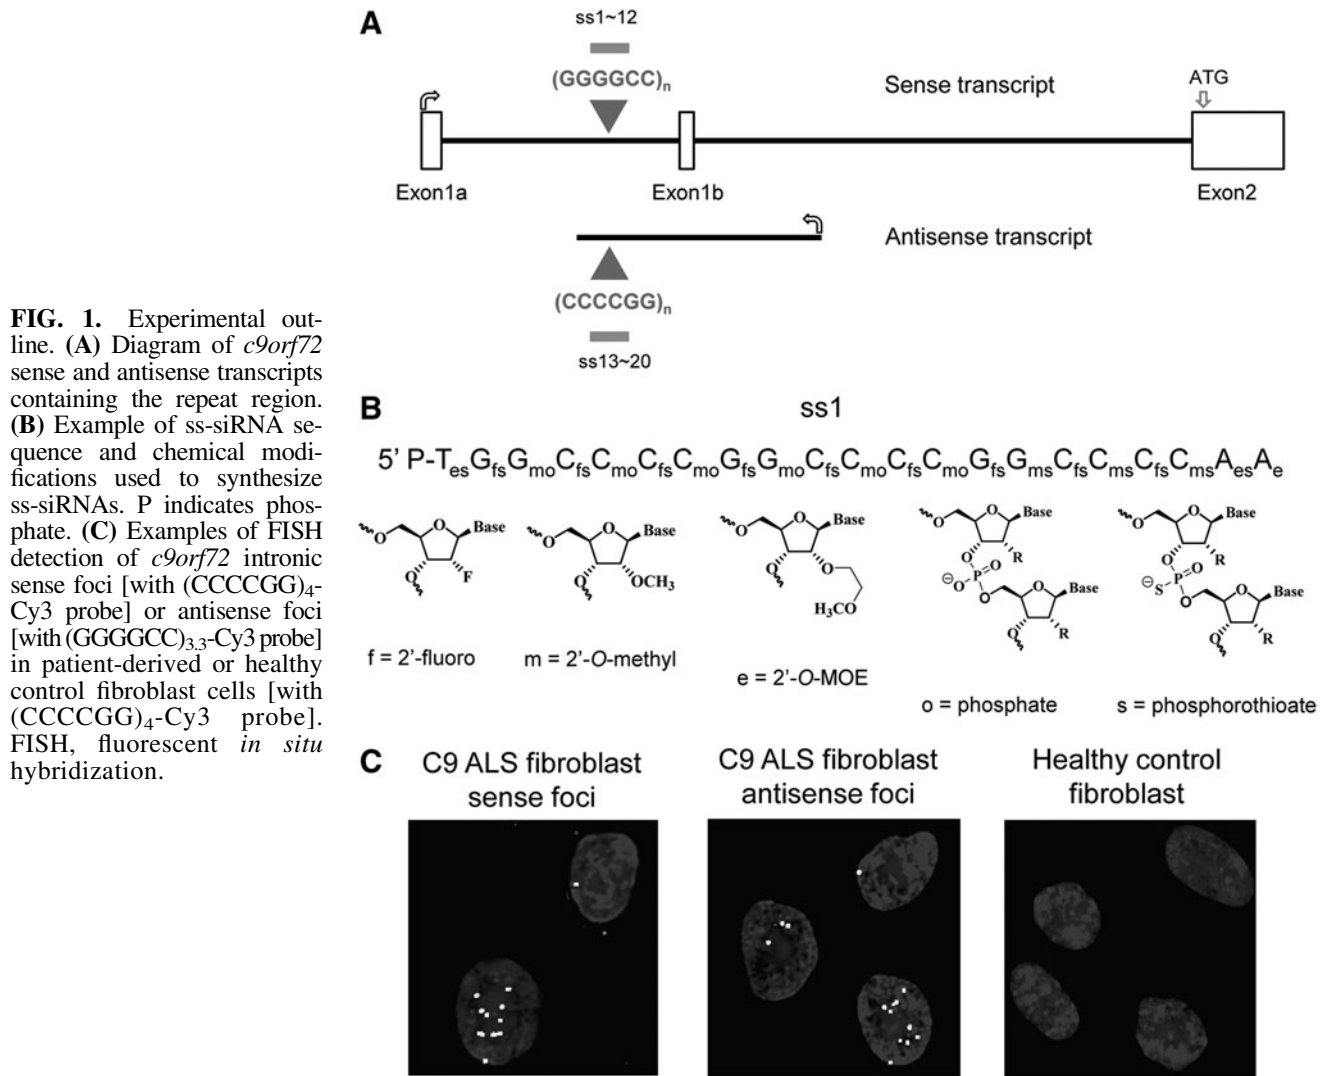 FIG. 1. Experimental out-
line. (A) Diagram of c9orf72
sense and antisense transcripts
containing the repeat region.
(B) Example of ss-siRNA se-
quence and chemical modi-
fications used to synthesize
ss-siRNAs. P indicates phos-
phate. (C) Examples of FISH
detection of c9orf72 intronic
sense foci [with (CCCCGG)4-
Cy3 probe] or antisense foci
[with (GGGGCC)3.3-Cy3 probe]
in patient-derived or healthy
control fibroblast cells [with
(CCCCGG)4-Cy3 probe].
FISH, fluorescent in situ
hybridization.
A
ss1~12
(GGGGCC)n
Sense transcript
ATG
Exon1a
Exon1b
Exon2
Antisense transcript
(CCCCGG)n
ss13~20
B
ss1
5' P-TesGfsGmoCfsCmoCfsCmoGfsGmoCfsCmoCfsCmoGfsGmsCfsCmsCfsCmsAesAe
O O Base
O F
O O Base
O OCH3
O O Base
O O
H3CO
O O Base
O R
⊖O P O
O O Base
O R
O O Base
O R
⊖S P O
O O Base
O R
f = 2'-fluoro
m = 2'-O-methyl
e = 2'-O-MOE
o = phosphate
s = phosphorothioate
C
C9 ALS fibroblast
sense foci
C9 ALS fibroblast
antisense foci
Healthy control
fibroblast